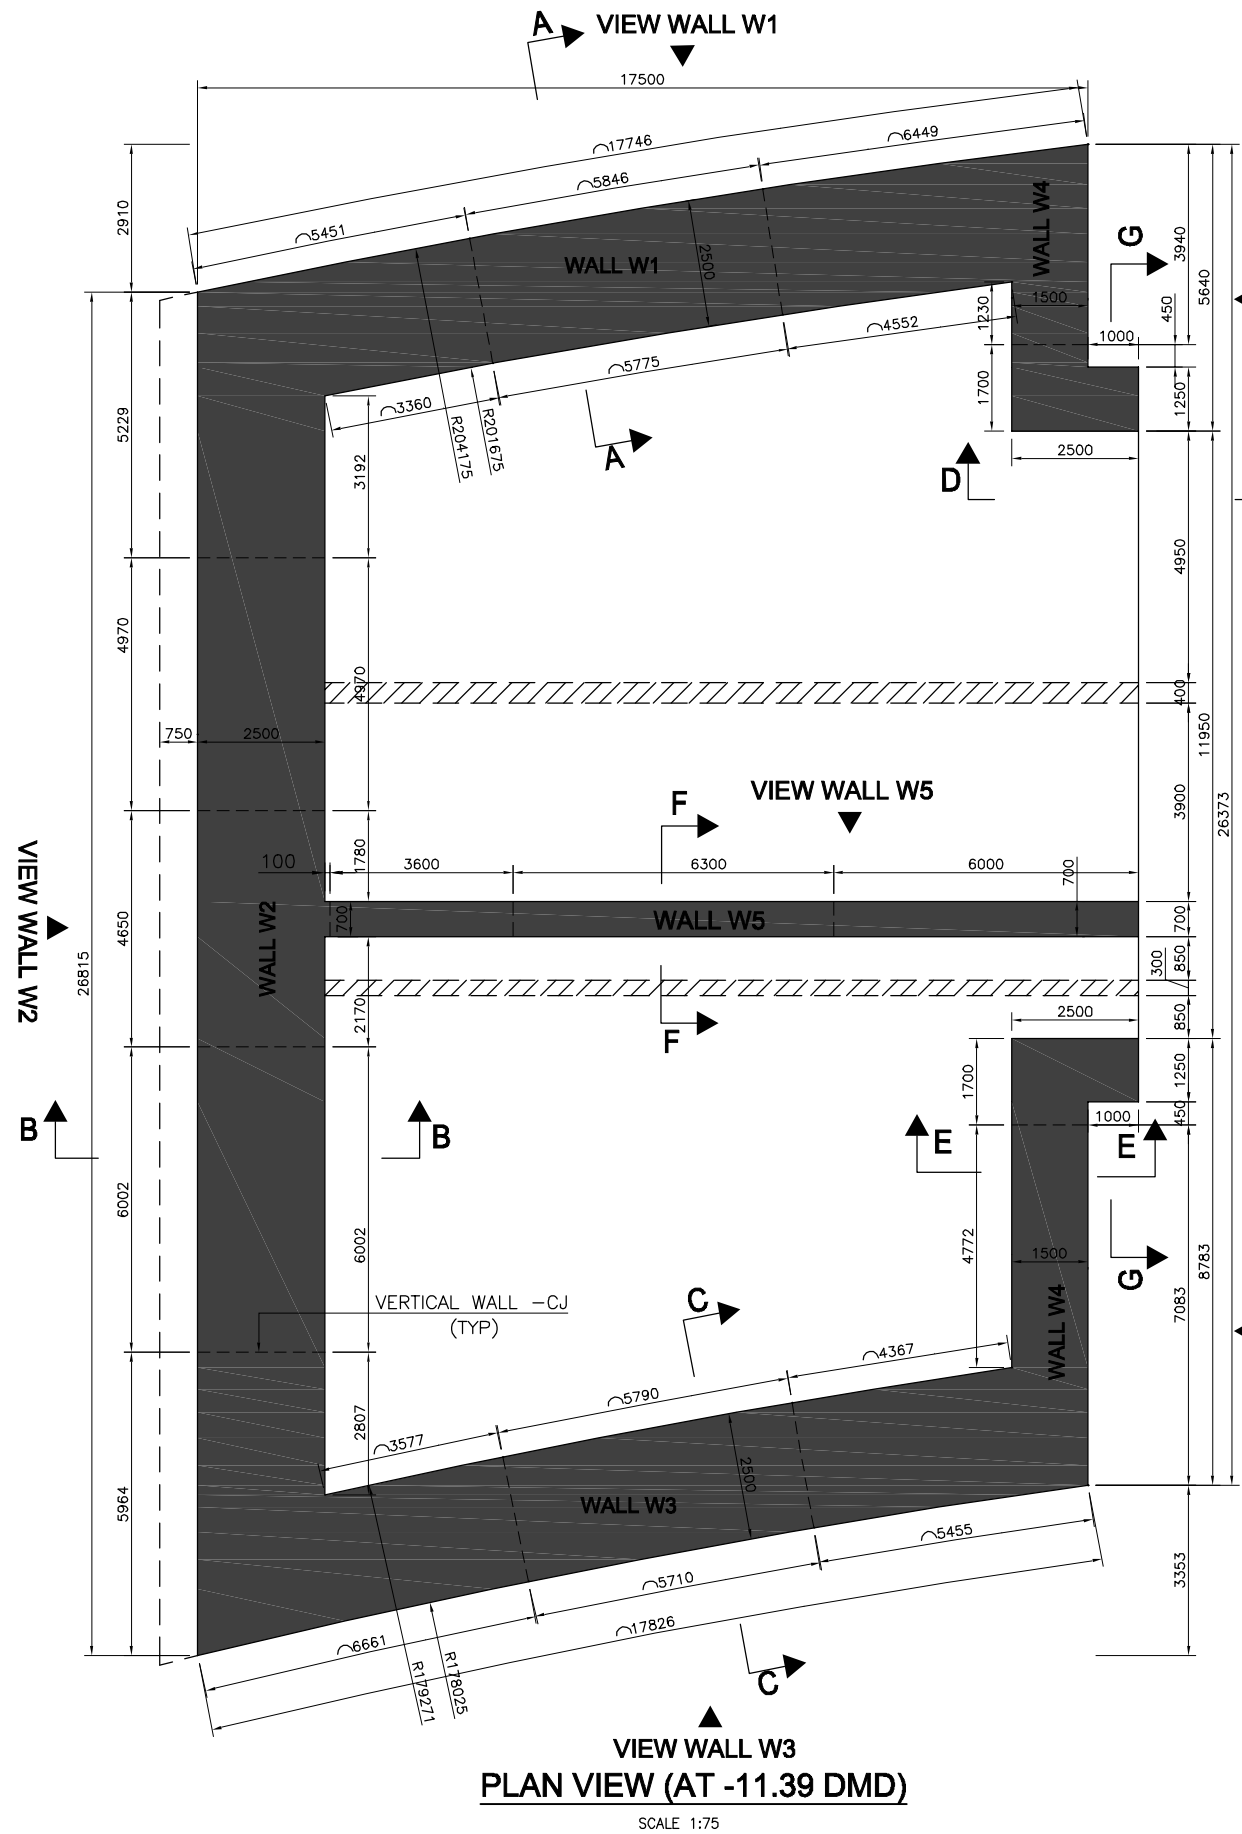 A
VIEW WALL W1
17500
⌒17746
⌒6449
⌒5846
⌒5451
2910
WALL W4
G
3940
5640
2500
WALL W1
1500
1230
450
1000
⌒4552
⌒5775
1700
1250
5229
⌒3360
R204175
R201675
A
3192
2500
D
4950
4970
4970
400
750
2500
11950
VIEW WALL W5
F
3900
26373
1780
100
3600
6300
6000
700
VIEW WALL W2
4650
WALL W2
700
WALL W5
700
26815
300
850
2170
F
2500
850
1700
1250
450
1000
B
B
E
E
6002
6002
4772
1500
G
8783
7083
WALL W4
VERTICAL WALL -CJ
(TYP)
C
⌒4367
⌒5790
2807
⌒3577
2500
WALL W3
5964
⌒5455
⌒5710
3353
⌒17826
⌒6661
R179271
R178025
C
VIEW WALL W3
PLAN VIEW (AT -11.39 DMD)
SCALE 1:75